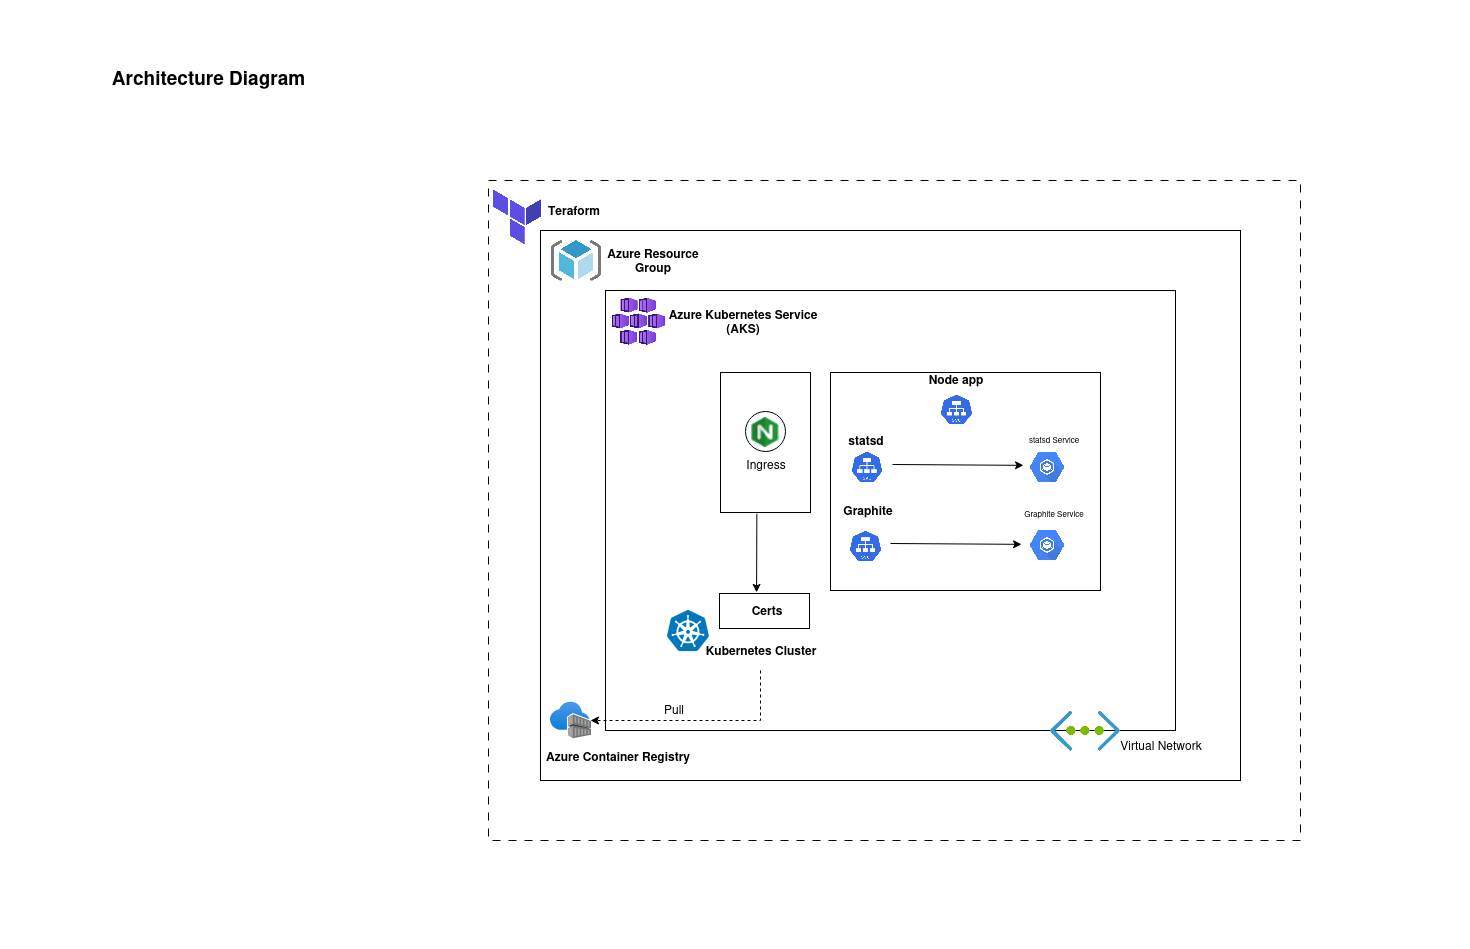 Architecture Diagram
Teraform
Azure Resource
Group
Azure Kubernetes Service
(AKS)
Node app
statsd
statsd Service
Ingress
Graphite
Graphite Service
Certs
Kubernetes Cluster
Pull
Virtual Network
Azure Container Registry